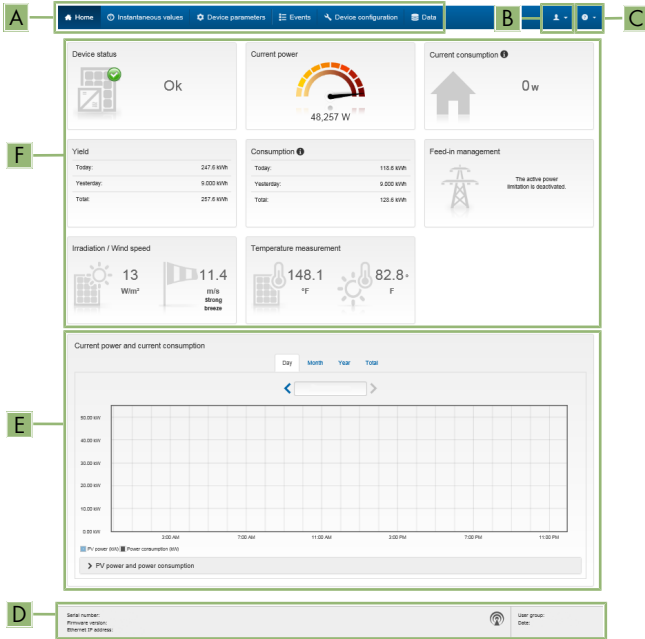 A
Home Instantaneous values Device parameters Events Device configuration Data
B
C
Device status
Ok
Current power
48,257 W
Current consumption
0 w
F
Yield
Today: 247.6 kWh
Yesterday: 9.000 kWh
Total: 257.6 kWh
Consumption
Today: 118.6 kWh
Yesterday: 9.000 kWh
Total: 128.6 kWh
Feed-in management
The active power
limitation is deactivated.
Irradiation / Wind speed
13
W/m²
11.4
m/s
strong
breeze
Temperature measurement
148.1
°F
82.8°
F
E
Current power and current consumption
Day Month Year Total
50.00 kW
40.00 kW
30.00 kW
20.00 kW
10.00 kW
0.00 kW
3:00 AM 7:00 AM 11:00 AM 3:00 PM 7:00 PM 11:00 PM
PV power (kW) Power consumption (kW)
PV power and power consumption
D
Serial number:
Firmware version:
Ethernet IP address:
User group:
Date: